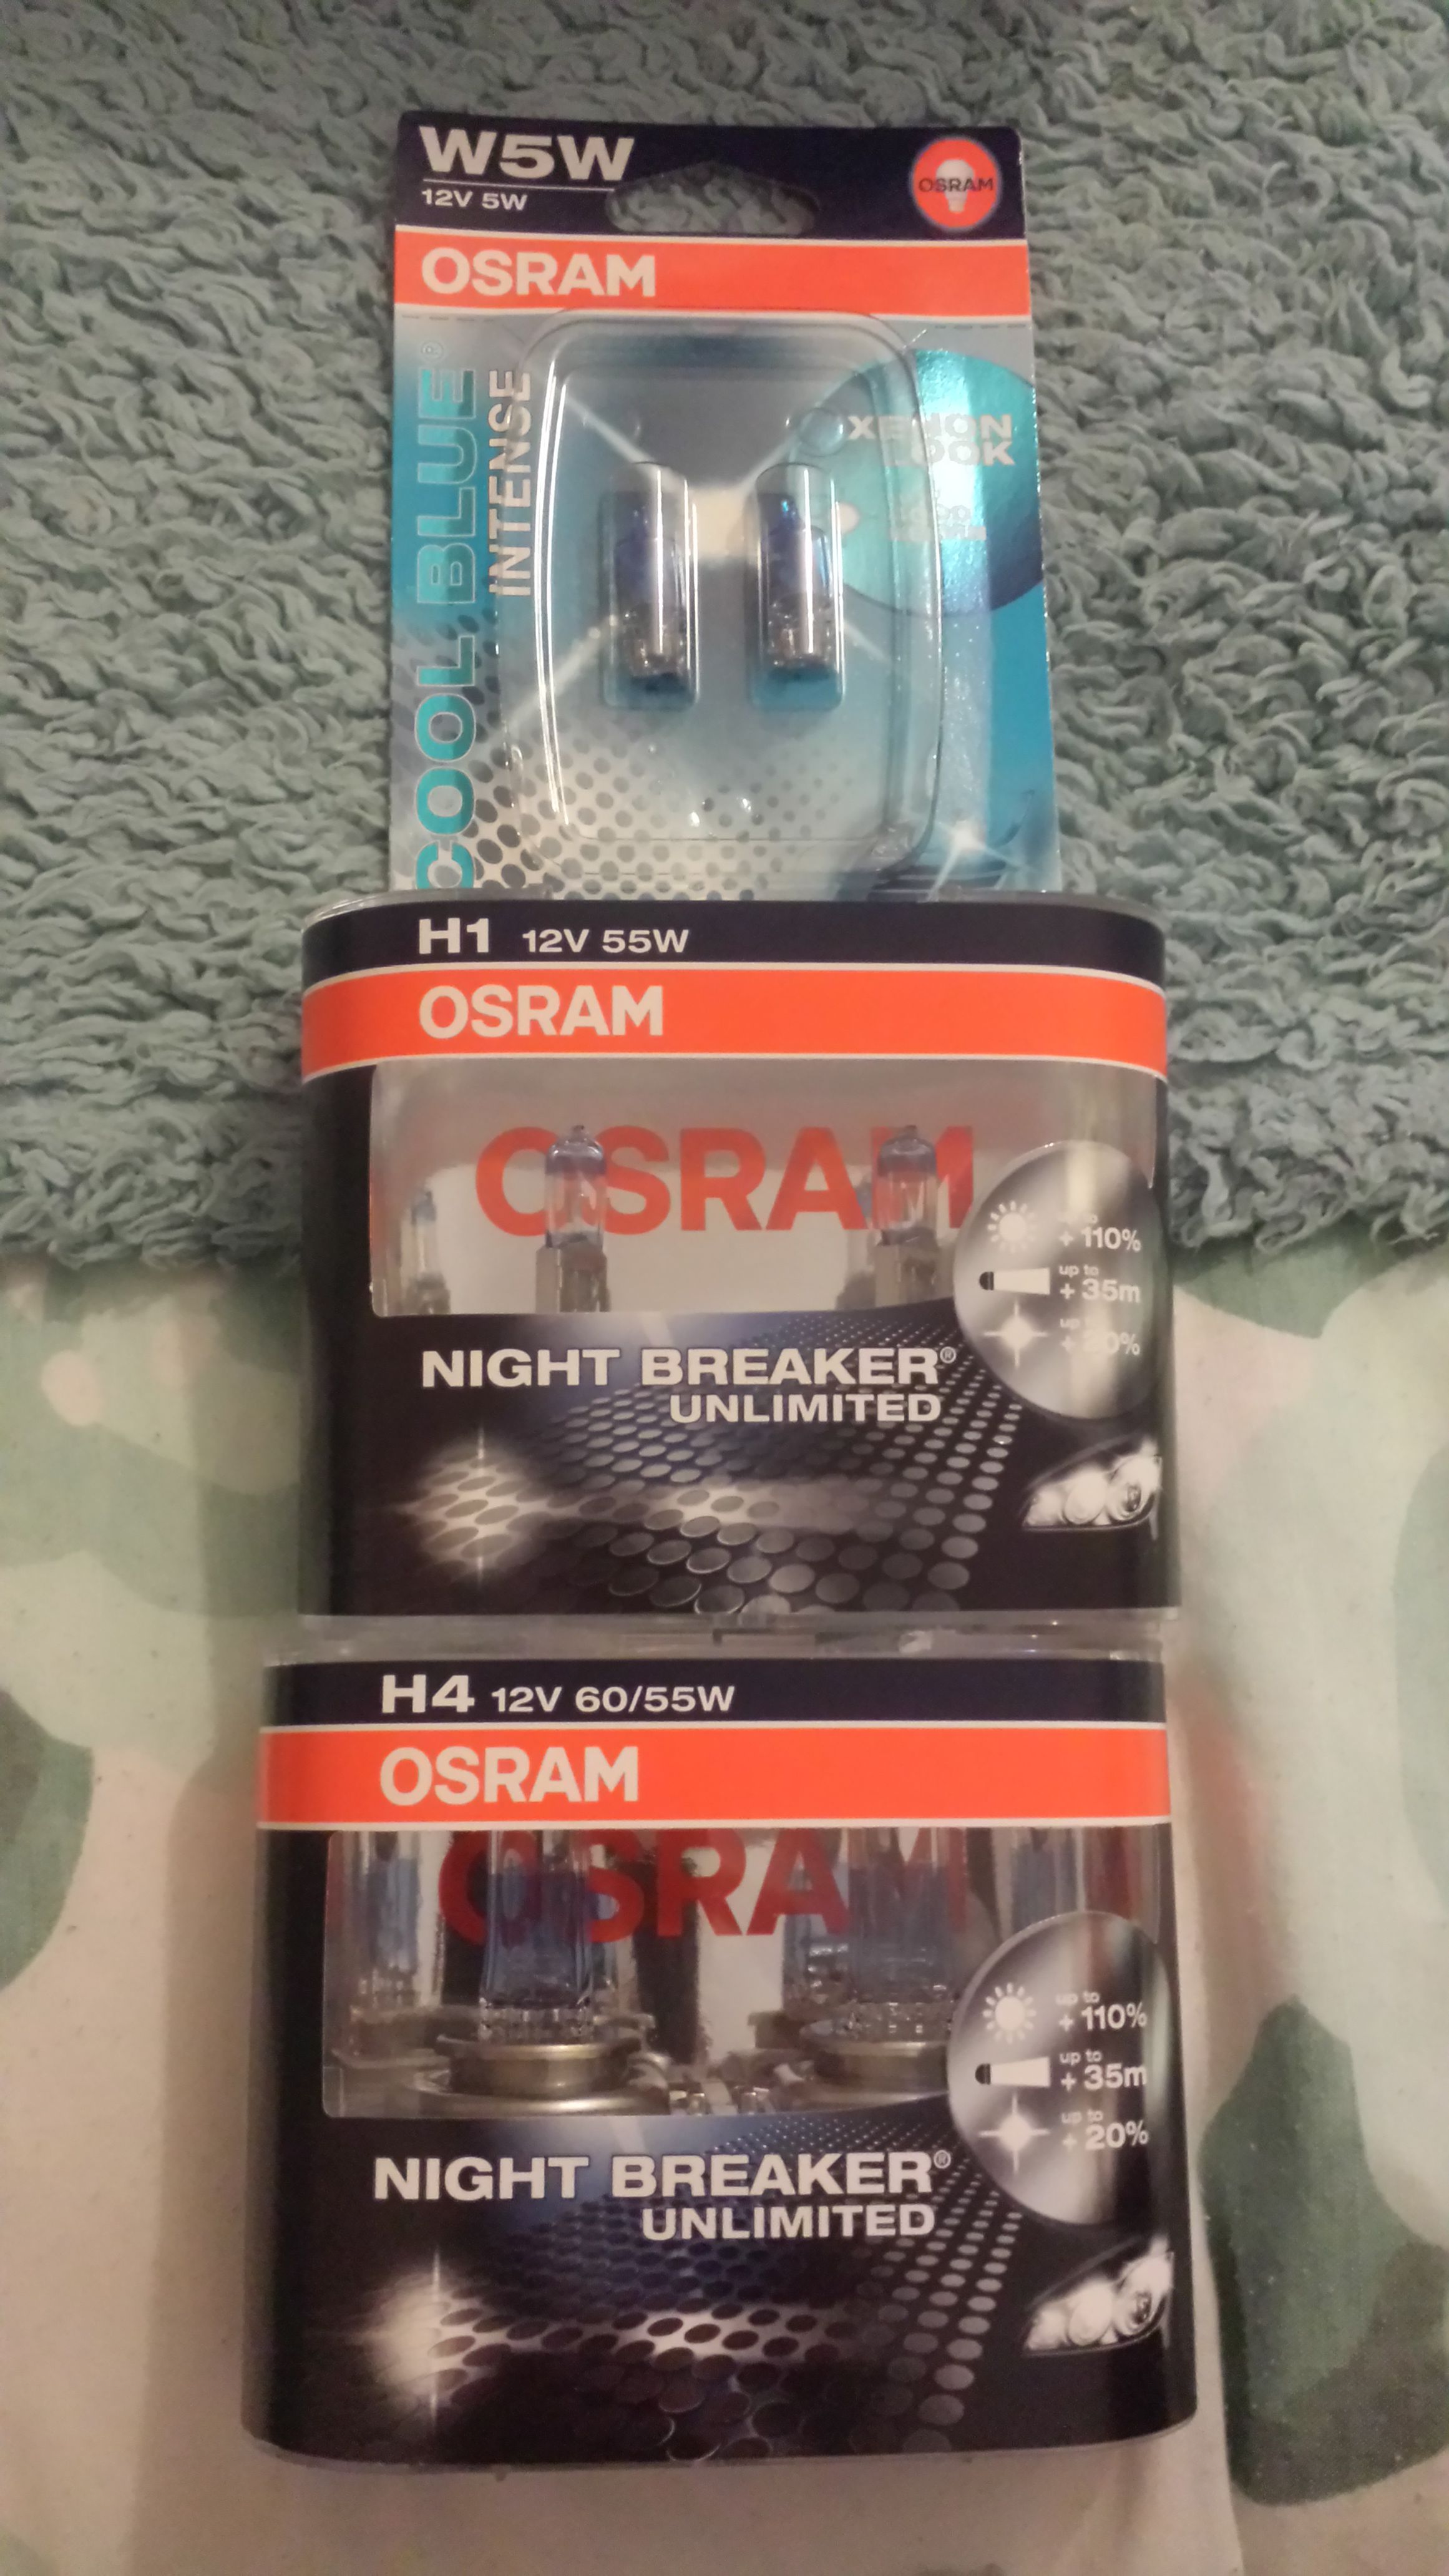 W5W
12V 5W
OSRAM
OSRAM
COOL BLUE®
INTENSE
XENON
LOOK
H1 12V 55W
OSRAM
OSRAM
+ 110%
up to
+ 35m
up
NIGHT BREAKER®
UNLIMITED
H4 12V 60/55W
OSRAM
OSRAM
up to
+ 110%
up to
+ 35m
up to
+ 20%
NIGHT BREAKER®
UNLIMITED